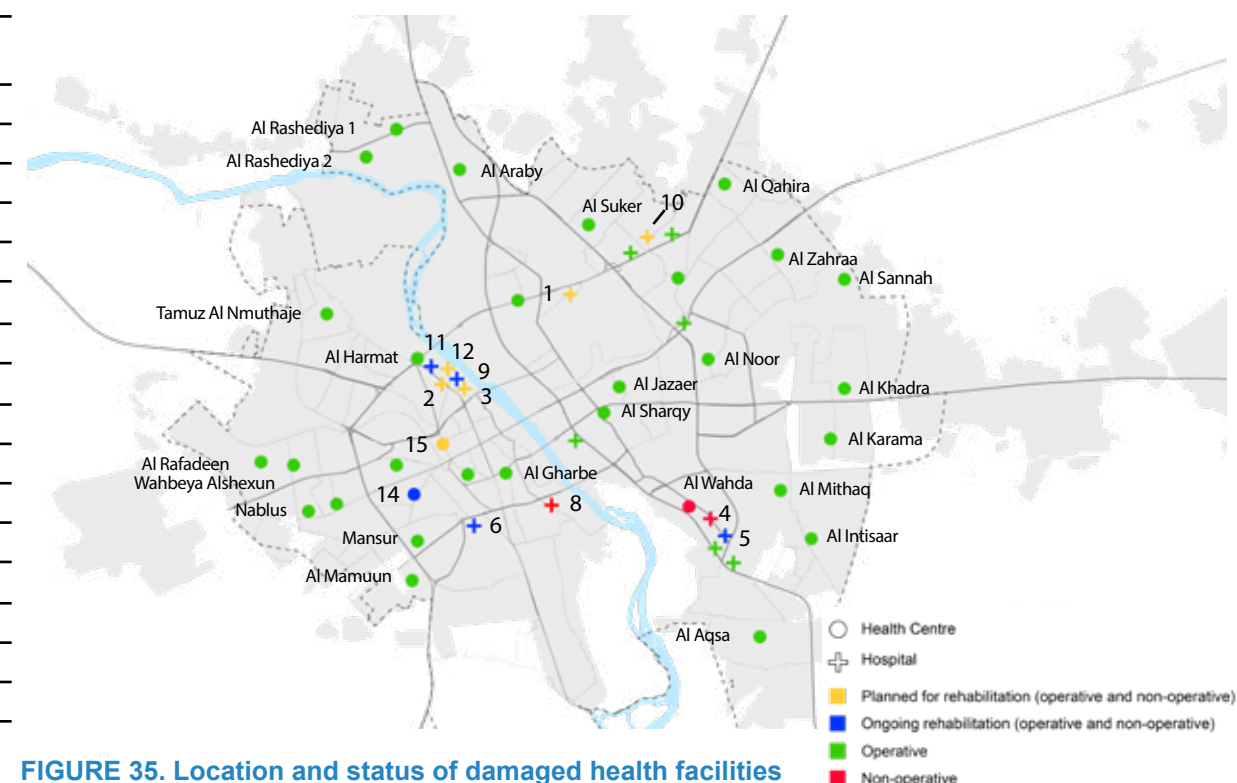 Al Rashediya 1
Al Rashediya 2
Al Araby
Al Qahira
Al Suker
10
Al Zahraa
Al Sannah
1
Tamuz Al Nmuthaje
11
Al Harmat
12
9
Al Noor
2
3
Al Jazaer
Al Khadra
Al Sharqy
15
Al Karama
Al Rafadeen
Wahbeya Alshexun
Al Gharbe
Al Wahda
Al Mithaq
14
Nablus
8
4
6
5
Mansur
Al Intisaar
Al Mamuun
Al Aqsa
Health Centre
Hospital
Planned for rehabilitation (operative and non-operative)
Ongoing rehabilitation (operative and non-operative)
Operative
Non-operative
FIGURE 35. Location and status of damaged health facilities